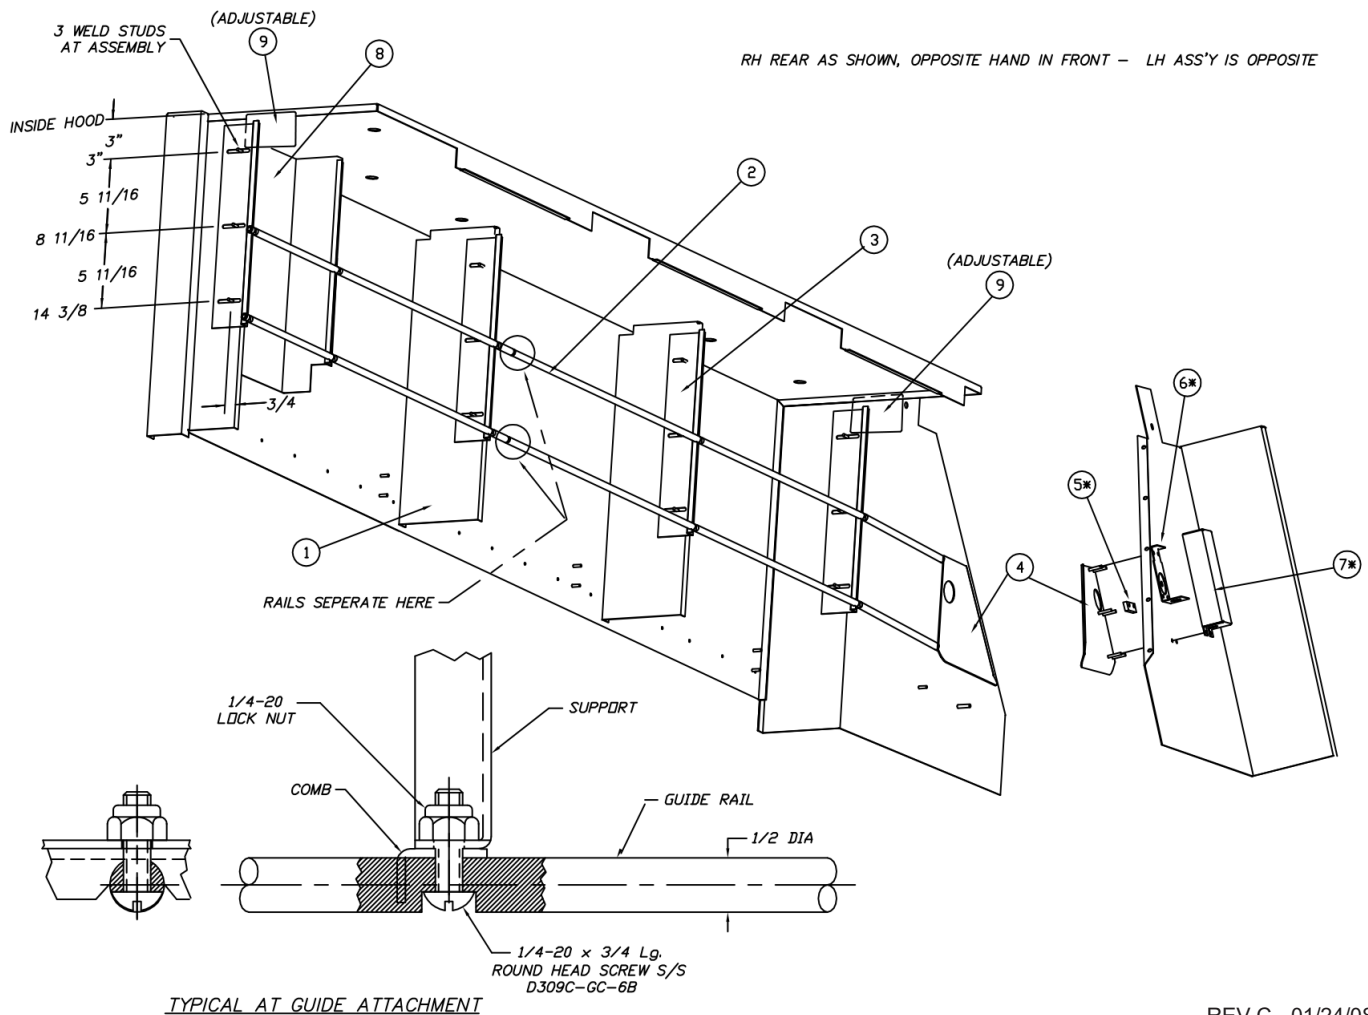 3 WELD STUDS
AT ASSEMBLY
(ADJUSTABLE)
9
8
RH REAR AS SHOWN, OPPOSITE HAND IN FRONT - LH ASS'Y IS OPPOSITE
INSIDE HOOD
3"
3"
5 11/16
8 11/16
5 11/16
14 3/8
3/4
2
3
(ADJUSTABLE)
9
6*
5*
7*
4
1
RAILS SEPERATE HERE
1/4-20
LOCK NUT
SUPPORT
COMB
GUIDE RAIL
1/2 DIA
1/4-20 x 3/4 Lg.
ROUND HEAD SCREW S/S
D309C-GC-6B
TYPICAL AT GUIDE ATTACHMENT
REV C 01/24/08